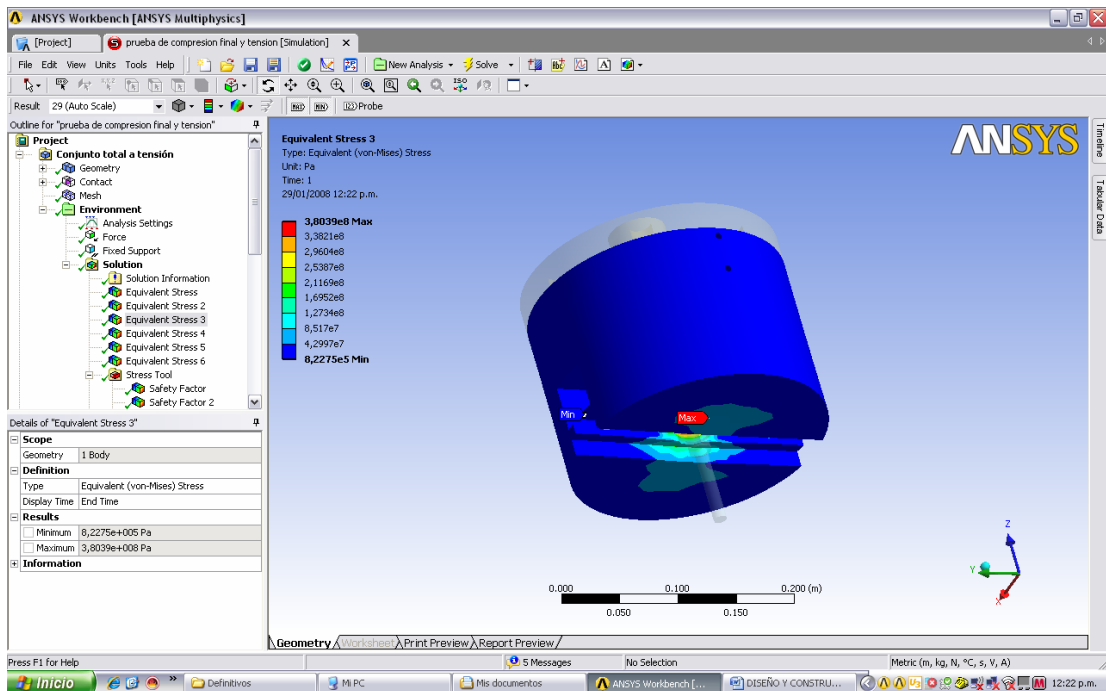 ANSYS Workbench [ANSYS Multiphysics]
[Project] prueba de compresion final y tension [Simulation]
File Edit View Units Tools Help New Analysis Solve
ISO
Result 29 (Auto Scale) MAX MIN Probe
Outline for "prueba de compresion final y tension"
Project
Conjunto total a tensión
Geometry
Contact
Mesh
Environment
Analysis Settings
Force
Fixed Support
Solution
Solution Information
Equivalent Stress
Equivalent Stress 2
Equivalent Stress 3
Equivalent Stress 4
Equivalent Stress 5
Equivalent Stress 6
Stress Tool
Safety Factor
Safety Factor 2
Details of "Equivalent Stress 3"
Scope
Geometry 1 Body
Definition
Type Equivalent (von-Mises) Stress
Display Time End Time
Results
Minimum 8,2275e+005 Pa
Maximum 3,8039e+008 Pa
Information
Equivalent Stress 3
Type: Equivalent (von-Mises) Stress
Unit: Pa
Time: 1
29/01/2008 12:22 p.m.
3,8039e8 Max
3,3821e8
2,9604e8
2,5387e8
2,1169e8
1,6952e8
1,2734e8
8,517e7
4,2997e7
8,2275e5 Min
ANSYS
Min
Max
Z
Y
X
0.000 0.100 0.200 (m)
0.050 0.150
Timeline
Tabular Data
Geometry Worksheet Print Preview Report Preview
Press F1 for Help 5 Messages No Selection Metric (m, kg, N, °C, s, V, A)
Inicio Definitivos Mi PC Mis documentos ANSYS Workbench [... DISEÑO Y CONSTRU... 12:22 p.m.